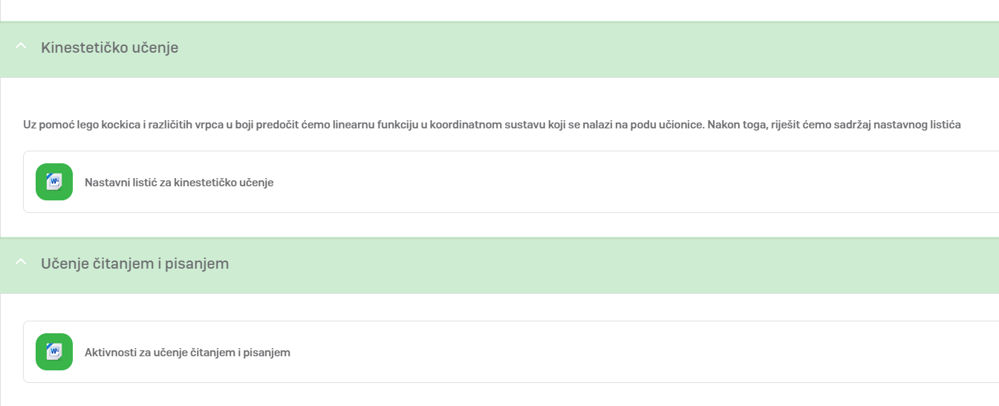 Kinestetičko učenje
Uz pomoć lego kockica i različitih vrpca u boji predočit ćemo linearnu funkciju u koordinatnom sustavu koji se nalazi na podu učionice. Nakon toga, riješit ćemo sadržaj nastavnog listića
Nastavni listić za kinestetičko učenje
Učenje čitanjem i pisanjem
Aktivnosti za učenje čitanjem i pisanjem